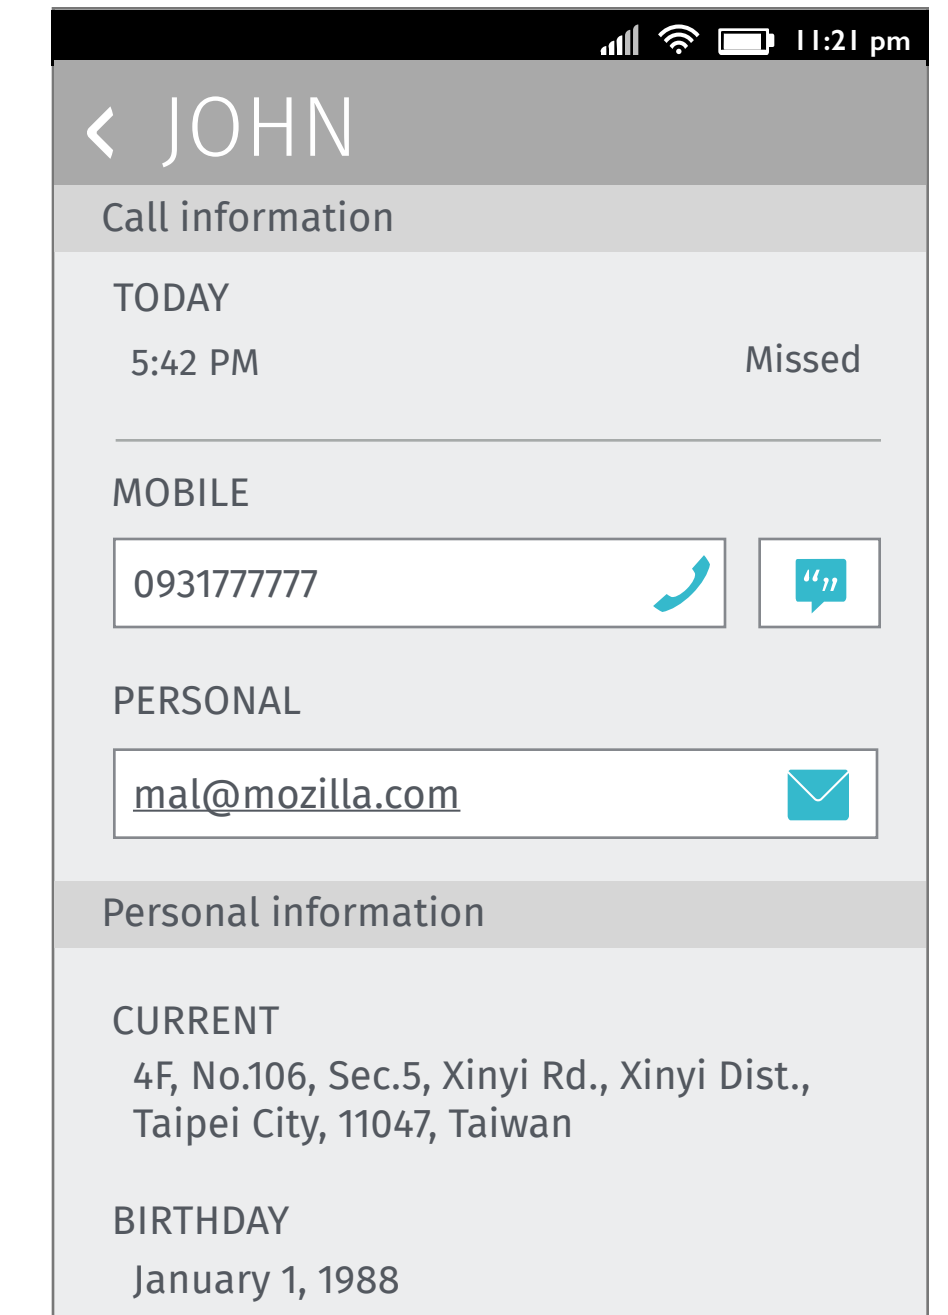 11:21 pm
JOHN
Call information
TODAY
5:42 PM Missed
MOBILE
0931777777
PERSONAL
mal@mozilla.com
Personal information
CURRENT
4F, No.106, Sec.5, Xinyi Rd., Xinyi Dist.,
Taipei City, 11047, Taiwan
BIRTHDAY
January 1, 1988